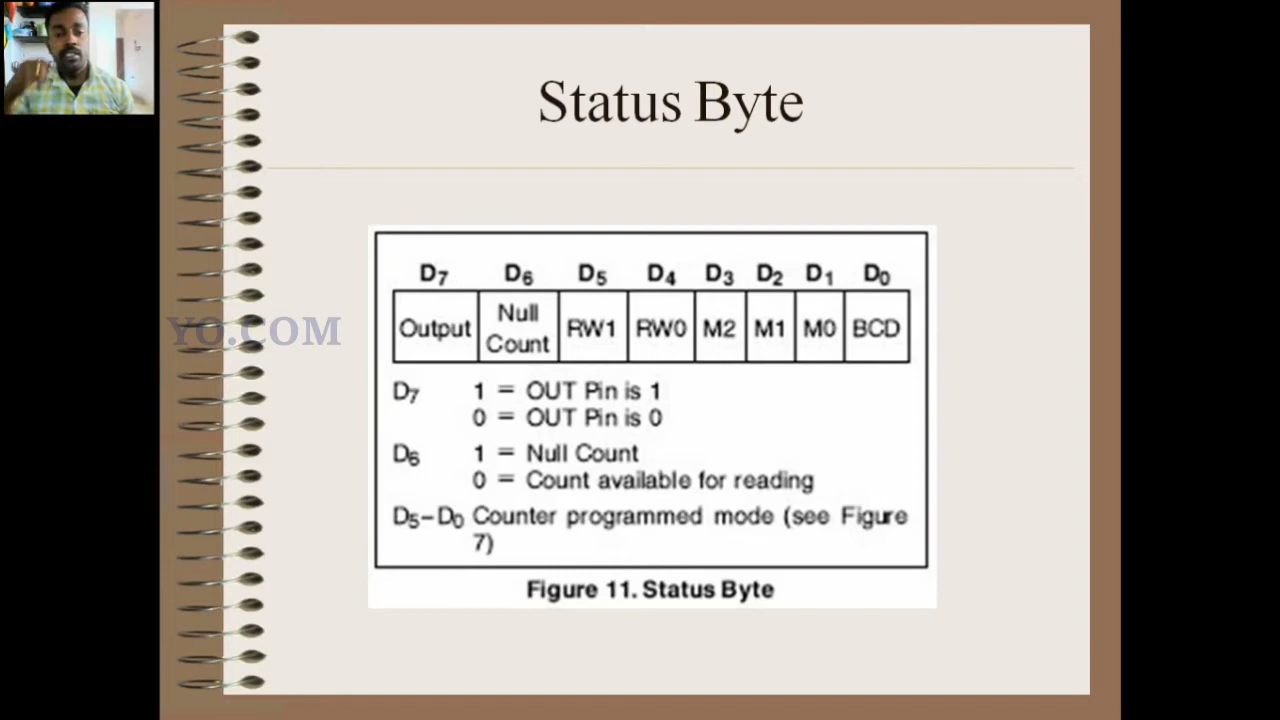 Status Byte
D7 D6 D5 D4 D3 D2 D1 D0
Output Null Count RW1 RW0 M2 M1 M0 BCD
D7 1 = OUT Pin is 1
0 = OUT Pin is 0
D6 1 = Null Count
0 = Count available for reading
D5–D0 Counter programmed mode (see Figure
7)
Figure 11. Status Byte
YO.COM